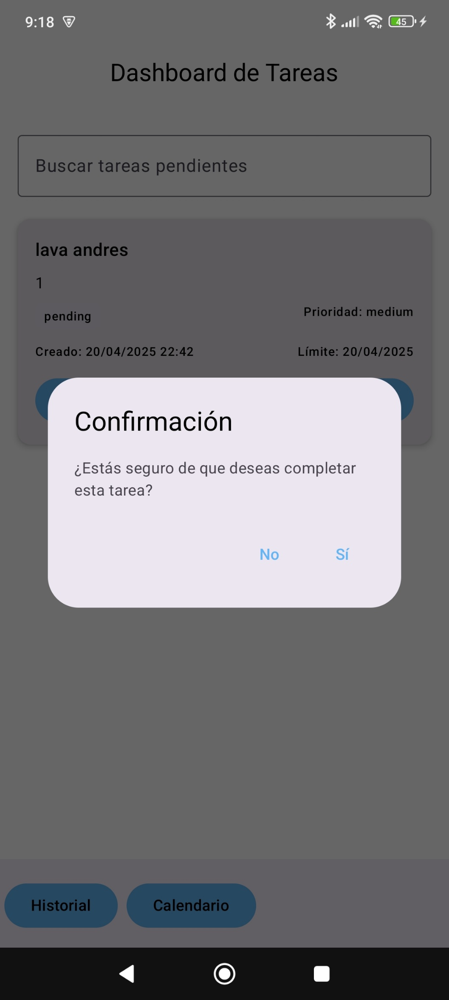 9:18
45
Dashboard de Tareas
Buscar tareas pendientes
lava andres
1
pending
Prioridad: medium
Creado: 20/04/2025 22:42
Límite: 20/04/2025
Confirmación
¿Estás seguro de que deseas completar
esta tarea?
No
Sí
Historial
Calendario